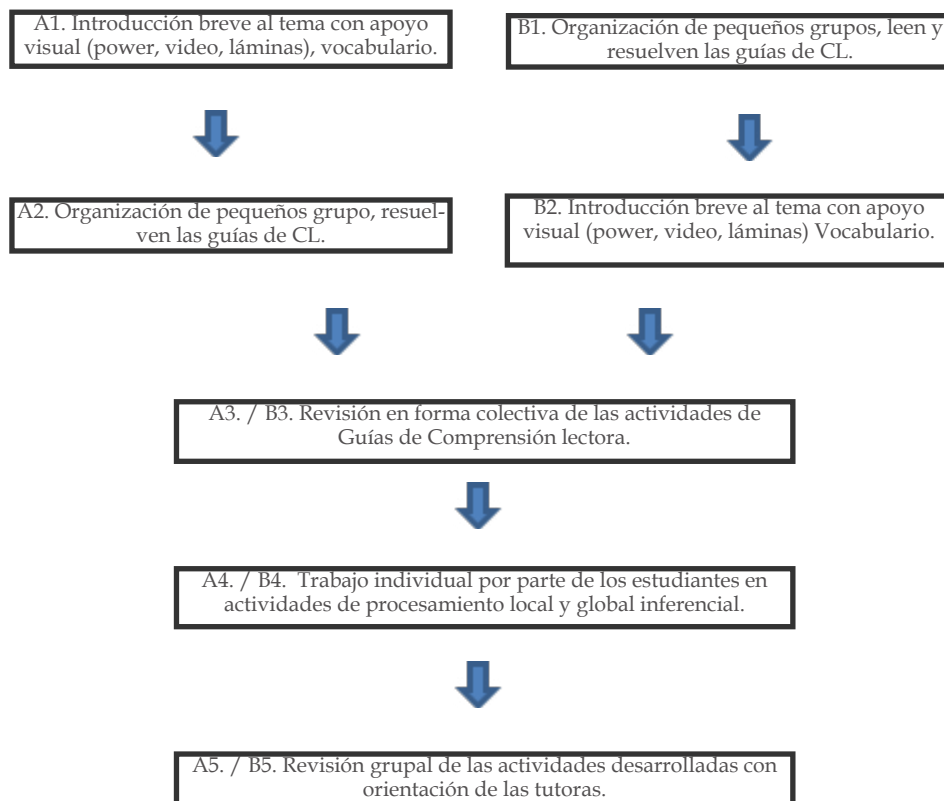 A1. Introducción breve al tema con apoyo
visual (power, video, láminas), vocabulario.
B1. Organización de pequeños grupos, leen y
resuelven las guías de CL.
A2. Organización de pequeños grupo, resuel-
ven las guías de CL.
B2. Introducción breve al tema con apoyo
visual (power, video, láminas) Vocabulario.
A3. / B3. Revisión en forma colectiva de las actividades de
Guías de Comprensión lectora.
A4. / B4. Trabajo individual por parte de los estudiantes en
actividades de procesamiento local y global inferencial.
A5. / B5. Revisión grupal de las actividades desarrolladas con
orientación de las tutoras.